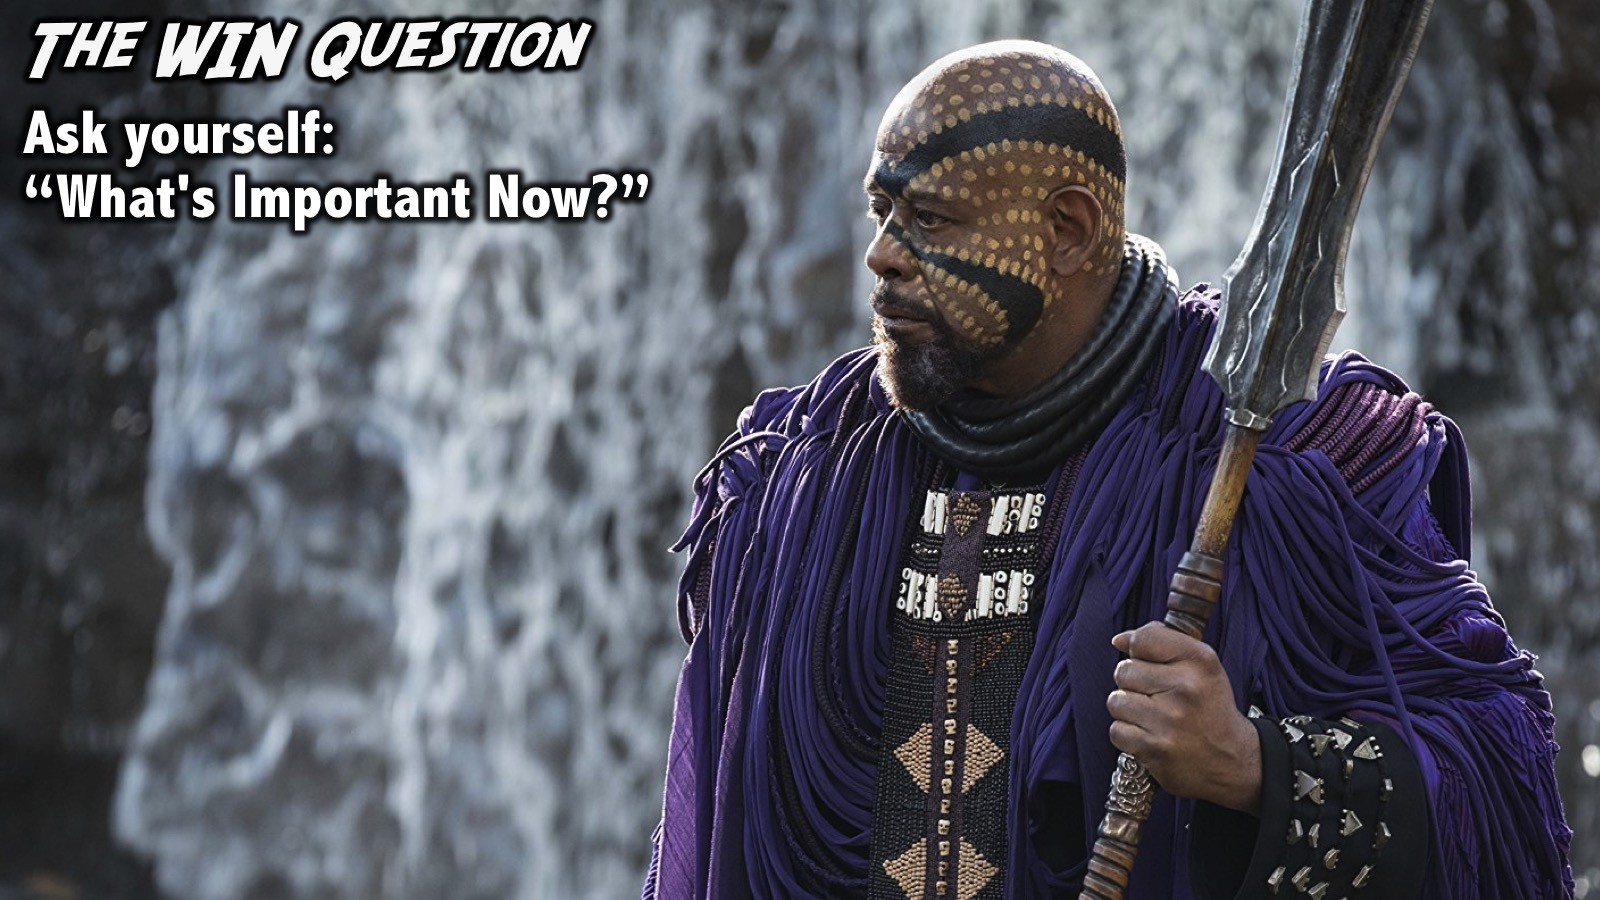 THE WIN QUESTION
Ask yourself:
“What's Important Now?”